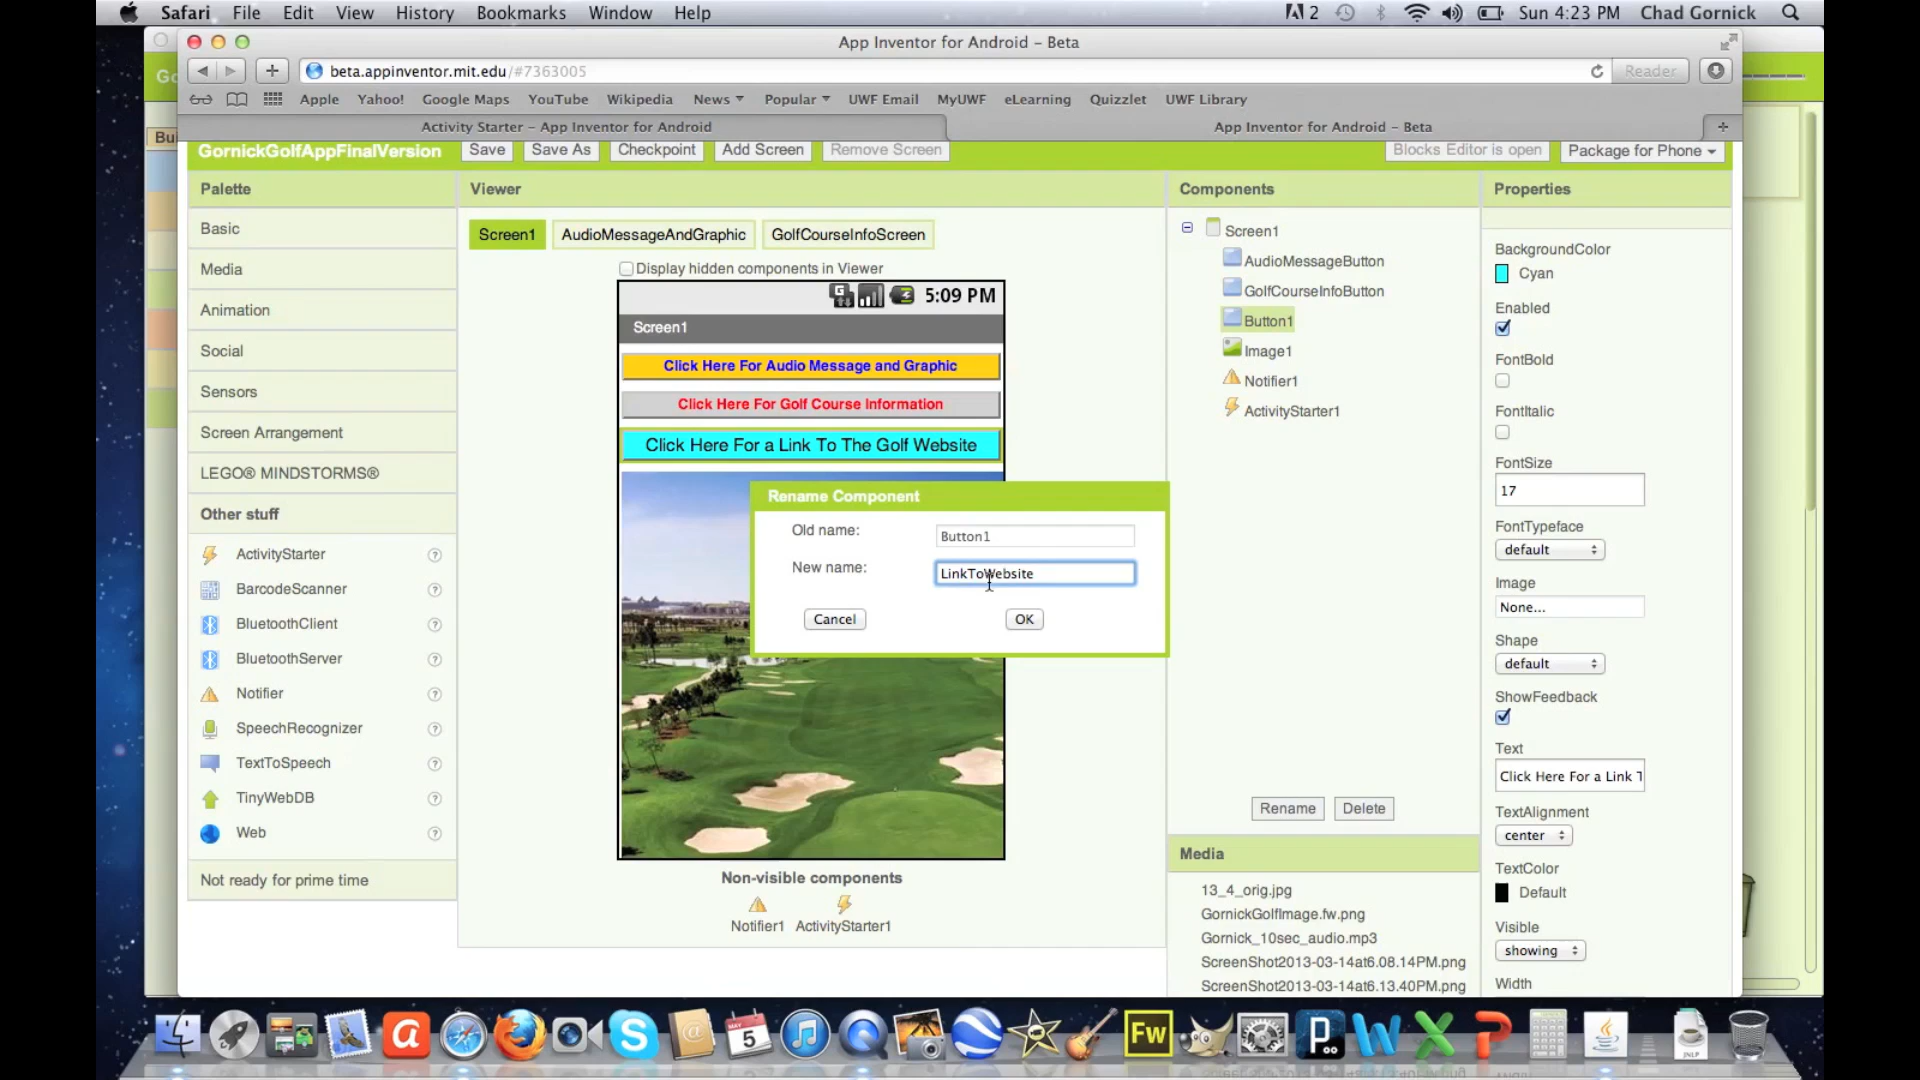 Safari File Edit View History Bookmarks Window Help
2 Sun 4:23 PM Chad Gornick
App Inventor for Android – Beta
beta.appinventor.mit.edu/#7363005
Reader
Apple Yahoo! Google Maps YouTube Wikipedia News Popular UWF Email MyUWF eLearning Quizzlet UWF Library
Activity Starter – App Inventor for Android
App Inventor for Android – Beta
Go
Bui
GornickGolfAppFinalVersion
Save
Save As
Checkpoint
Add Screen
Remove Screen
Blocks Editor is open
Package for Phone
Palette
Basic
Media
Animation
Social
Sensors
Screen Arrangement
LEGO® MINDSTORMS®
Other stuff
ActivityStarter ?
BarcodeScanner ?
BluetoothClient ?
BluetoothServer ?
Notifier ?
SpeechRecognizer ?
TextToSpeech ?
TinyWebDB ?
Web ?
Not ready for prime time
Viewer
Screen1
AudioMessageAndGraphic
GolfCourseInfoScreen
Display hidden components in Viewer
G 5:09 PM
Screen1
Click Here For Audio Message and Graphic
Click Here For Golf Course Information
Click Here For a Link To The Golf Website
Rename Component
Old name: Button1
New name: LinkToWebsite
Cancel OK
Non-visible components
Notifier1 ActivityStarter1
Components
Screen1
AudioMessageButton
GolfCourseInfoButton
Button1
Image1
Notifier1
ActivityStarter1
Rename Delete
Media
13_4_orig.jpg
GornickGolfImage.fw.png
Gornick_10sec_audio.mp3
ScreenShot2013-03-14at6.08.14PM.png
ScreenShot2013-03-14at6.13.40PM.png
Properties
BackgroundColor
Cyan
Enabled
FontBold
FontItalic
FontSize
17
FontTypeface
default
Image
None...
Shape
default
ShowFeedback
Text
Click Here For a Link T
TextAlignment
center
TextColor
Default
Visible
showing
Width
MAY
5
Fw
JNLP